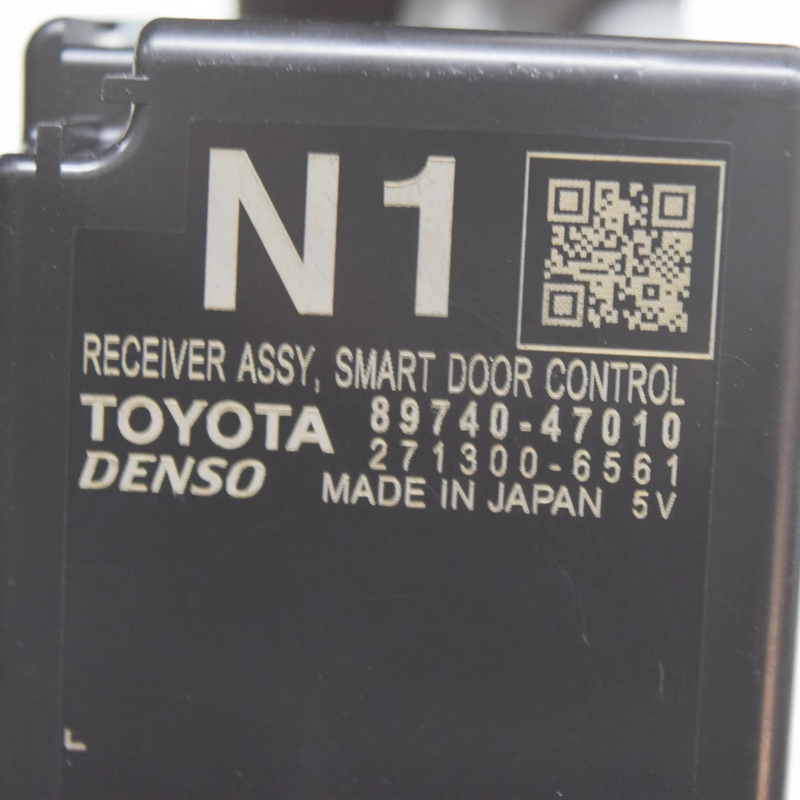 N1
RECEIVER ASSY, SMART DOOR CONTROL
TOYOTA 89740-47010
271300-6561
DENSO
MADE IN JAPAN 5V
L